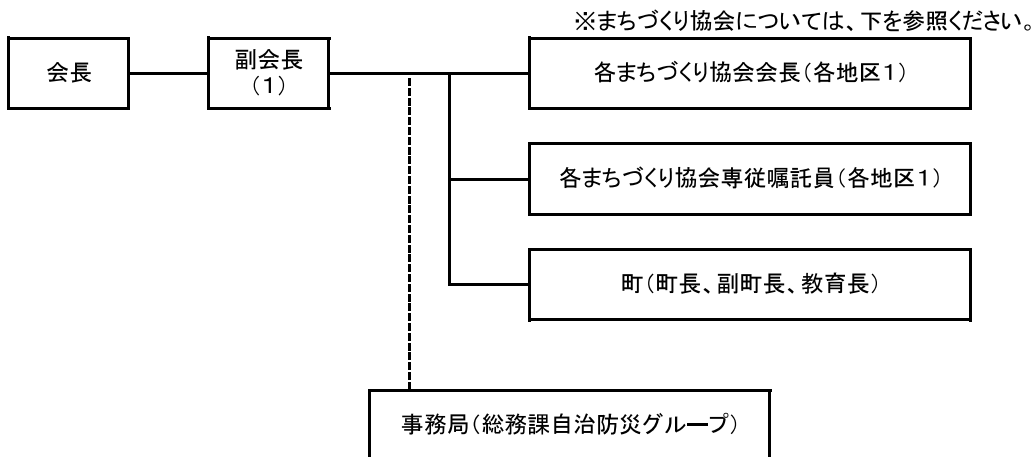 ※まちづくり協会については、下を参照ください。
会長
副会長
(1)
各まちづくり協会会長(各地区1)
各まちづくり協会専従嘱託員(各地区1)
町(町長、副町長、教育長)
事務局(総務課自治防災グループ)